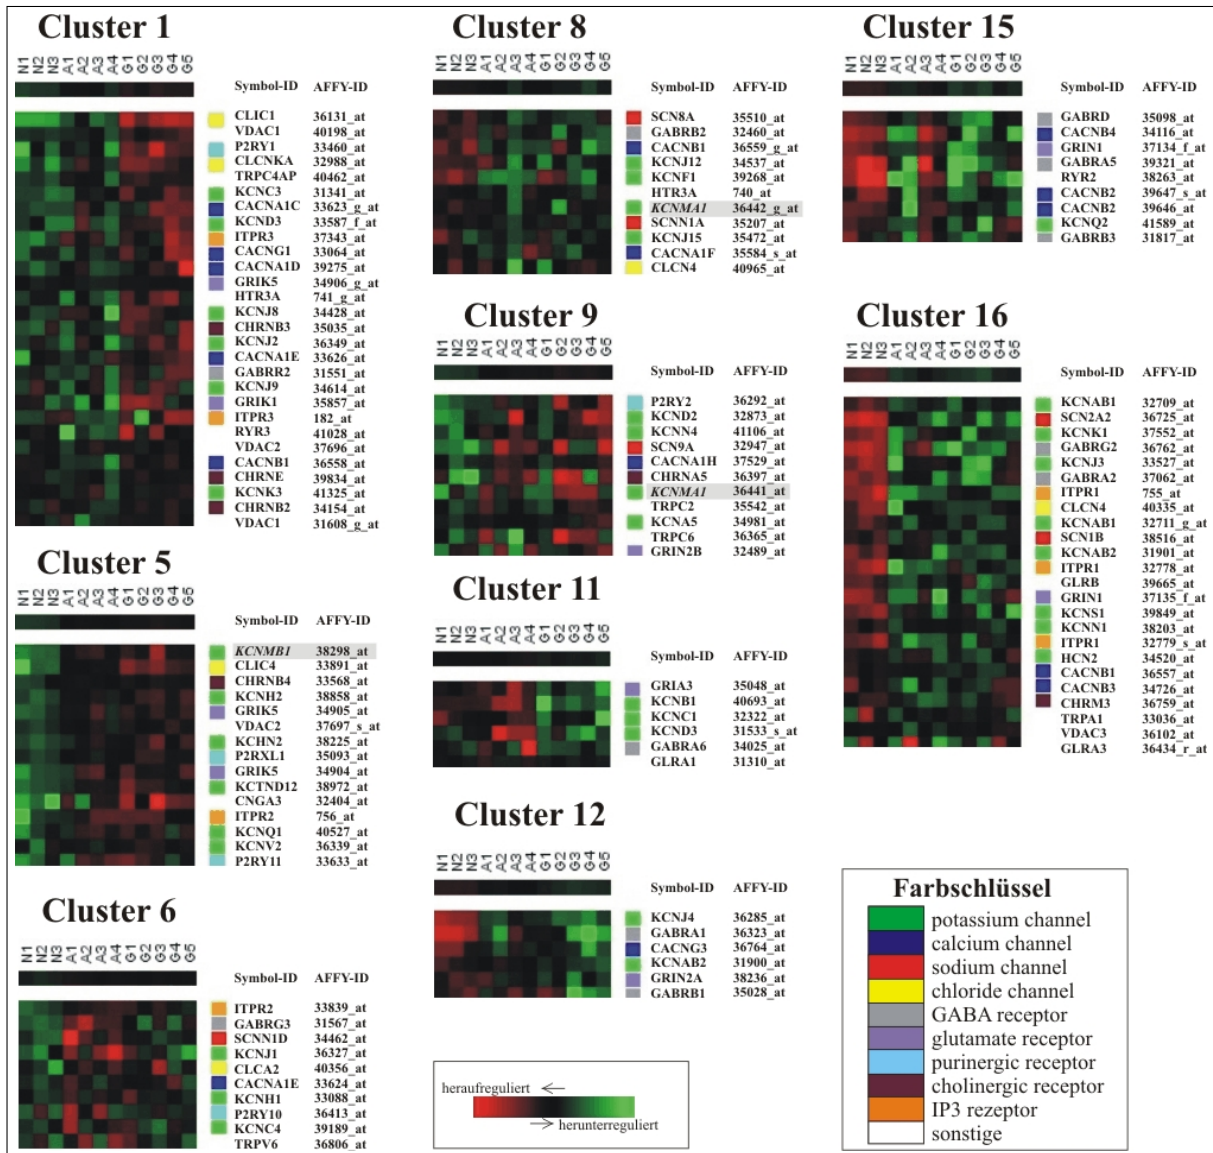 Cluster 1
N1 N2 N3 A1 A2 A3 A4 G1 G2 G3 G4 G5
Symbol-ID AFFY-ID
CLIC1 36131_at
VDAC1 40198_at
P2RY1 33460_at
CLCNKA 32988_at
TRPC4AP 40462_at
KCNC3 31341_at
CACNA1C 33623_g_at
KCND3 33587_f_at
ITPR3 37343_at
CACNG1 33064_at
CACNA1D 39275_at
GRIK5 34906_g_at
HTR3A 741_g_at
KCNJ8 34428_at
CHRNB3 35035_at
KCNJ2 36349_at
CACNA1E 33626_at
GABRR2 31551_at
KCNJ9 34614_at
GRIK1 35857_at
ITPR3 182_at
RYR3 41028_at
VDAC2 37696_at
CACNB1 36558_at
CHRNE 39834_at
KCNK3 41325_at
CHRNB2 34154_at
VDAC1 31608_g_at
Cluster 5
N1 N2 N3 A1 A2 A3 A4 G1 G2 G3 G4 G5
Symbol-ID AFFY-ID
KCNMB1 38298_at
CLIC4 33891_at
CHRNB4 33568_at
KCNH2 38858_at
GRIK5 34905_at
VDAC2 37697_s_at
KCHN2 38225_at
P2RXL1 35093_at
GRIK5 34904_at
KCTND12 38972_at
CNGA3 32404_at
ITPR2 756_at
KCNQ1 40527_at
KCNV2 36339_at
P2RY11 33633_at
Cluster 6
N1 N2 N3 A1 A2 A3 A4 G1 G2 G3 G4 G5
Symbol-ID AFFY-ID
ITPR2 33839_at
GABRG3 31567_at
SCNN1D 34462_at
KCNJ1 36327_at
CLCA2 40356_at
CACNA1E 33624_at
KCNH1 33088_at
P2RY10 36413_at
KCNC4 39189_at
TRPV6 36806_at
Cluster 8
N1 N2 N3 A1 A2 A3 A4 G1 G2 G3 G4 G5
Symbol-ID AFFY-ID
SCN8A 35510_at
GABRB2 32460_at
CACNB1 36559_g_at
KCNJ12 34537_at
KCNF1 39268_at
HTR3A 740_at
KCNMA1 36442_g_at
SCNN1A 35207_at
KCNJ15 35472_at
CACNA1F 35584_s_at
CLCN4 40965_at
Cluster 9
N1 N2 N3 A1 A2 A3 A4 G1 G2 G3 G4 G5
Symbol-ID AFFY-ID
P2RY2 36292_at
KCND2 32873_at
KCNN4 41106_at
SCN9A 32947_at
CACNA1H 37529_at
CHRNA5 36397_at
KCNMA1 36441_at
TRPC2 35542_at
KCNA5 34981_at
TRPC6 36365_at
GRIN2B 32489_at
Cluster 11
N1 N2 N3 A1 A2 A3 A4 G1 G2 G3 G4 G5
Symbol-ID AFFY-ID
GRIA3 35048_at
KCNB1 40693_at
KCNC1 32322_at
KCND3 31533_s_at
GABRA6 34025_at
GLRA1 31310_at
Cluster 12
N1 N2 N3 A1 A2 A3 A4 G1 G2 G3 G4 G5
Symbol-ID AFFY-ID
KCNJ4 36285_at
GABRA1 36323_at
CACNG3 36764_at
KCNAB2 31900_at
GRIN2A 38236_at
GABRB1 35028_at
heraufreguliert
herunterreguliert
Cluster 15
N1 N2 N3 A1 A2 A3 A4 G1 G2 G3 G4 G5
Symbol-ID AFFY-ID
GABRD 35098_at
CACNB4 34116_at
GRIN1 37134_f_at
GABRA5 39321_at
RYR2 38263_at
CACNB2 39647_s_at
CACNB2 39646_at
KCNQ2 41589_at
GABRB3 31817_at
Cluster 16
N1 N2 N3 A1 A2 A3 A4 G1 G2 G3 G4 G5
Symbol-ID AFFY-ID
KCNAB1 32709_at
SCN2A2 36725_at
KCNK1 37552_at
GABRG2 36762_at
KCNJ3 33527_at
GABRA2 37062_at
ITPR1 755_at
CLCN4 40335_at
KCNAB1 32711_g_at
SCN1B 38516_at
KCNAB2 31901_at
ITPR1 32778_at
GLRB 39665_at
GRIN1 37135_f_at
KCNS1 39849_at
KCNN1 38203_at
ITPR1 32779_s_at
HCN2 34520_at
CACNB1 36557_at
CACNB3 34726_at
CHRM3 36759_at
TRPA1 33036_at
VDAC3 36102_at
GLRA3 36434_r_at
Farbschlüssel
potassium channel
calcium channel
sodium channel
chloride channel
GABA receptor
glutamate receptor
purinergic receptor
cholinergic receptor
IP3 rezeptor
sonstige